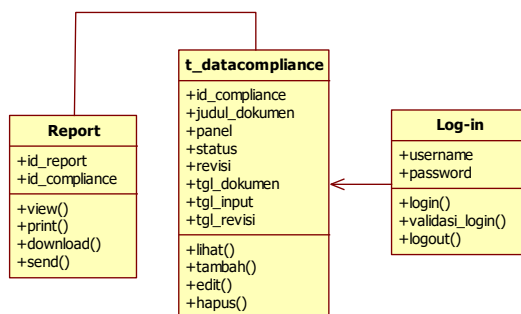 t_datacompliance
+id_compliance
+judul_dokumen
+panel
+status
+revisi
+tgl_dokumen
+tgl_input
+tgl_revisi
+lihat()
+tambah()
+edit()
+hapus()
Report
+id_report
+id_compliance
+view()
+print()
+download()
+send()
Log-in
+username
+password
+login()
+validasi_login()
+logout()